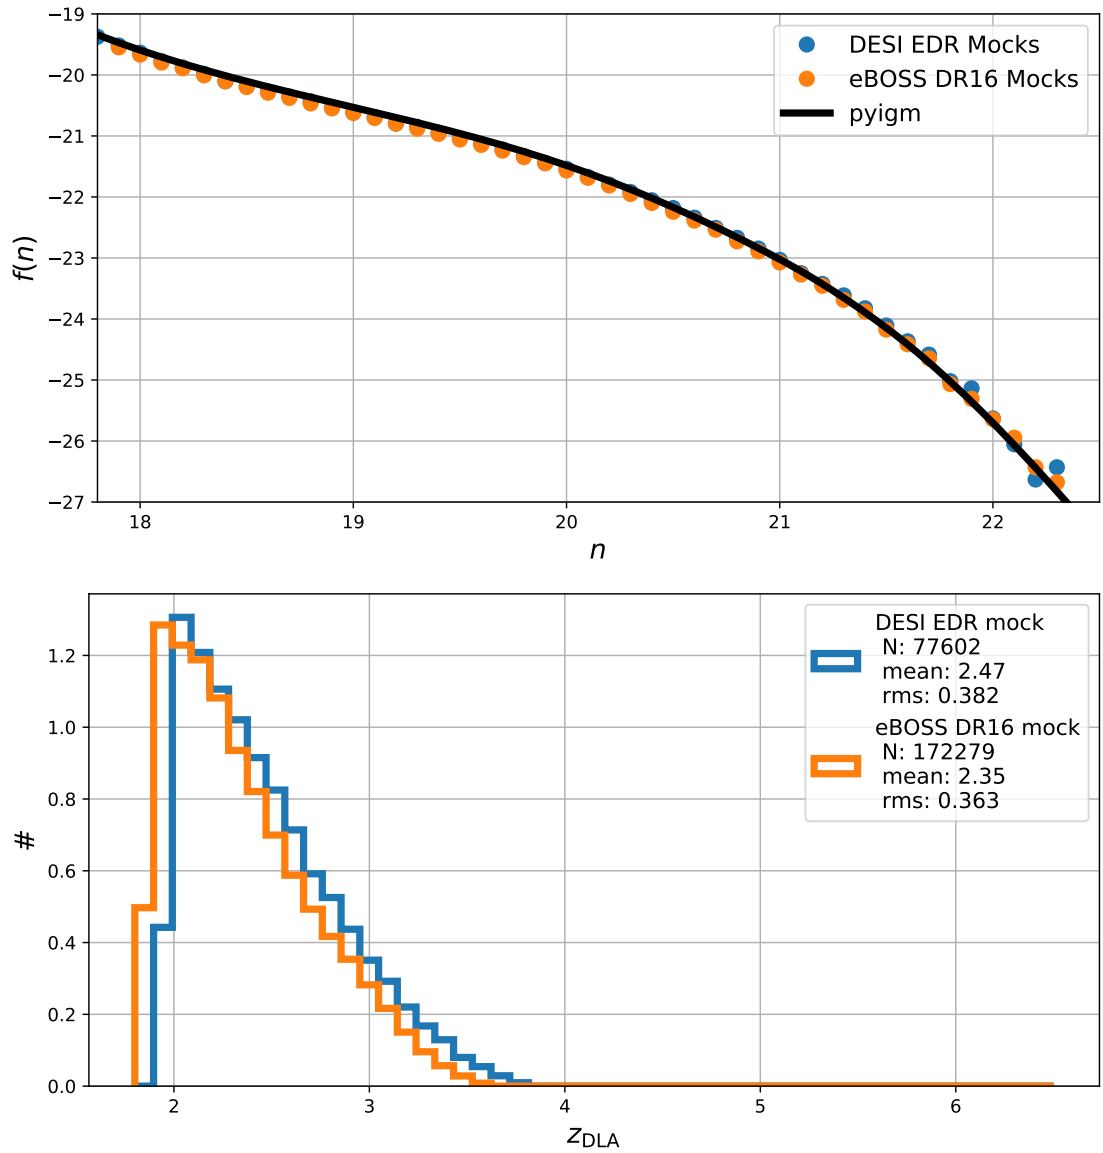 −19
−20
−21
−22
−23
−24
−25
−26
−27
f(n)
DESI EDR Mocks
eBOSS DR16 Mocks
pyigm
18
19
20
21
22
n
1.2
1.0
0.8
0.6
0.4
0.2
0.0
#
DESI EDR mock
N: 77602
mean: 2.47
rms: 0.382
eBOSS DR16 mock
N: 172279
mean: 2.35
rms: 0.363
2
3
4
5
6
z_DLA